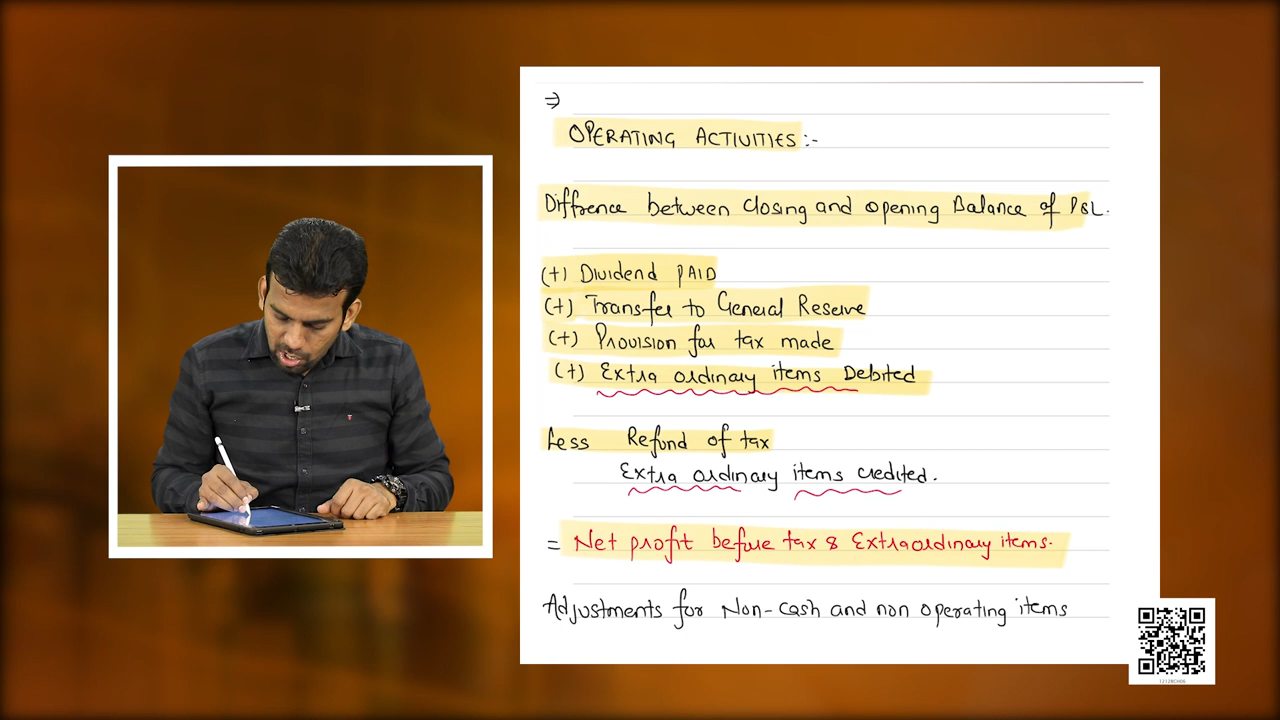 ⇒
OPERATING ACTIVITIES :-
Diffrence between Closing and opening Balance of P&L.
(+) Dividend PAID
(+) Transfer to General Reserve
(+) Provision for tax made
(+) Extra ordinary items Debited
Less Refund of tax
Extra ordinary items credited.
= Net profit before tax & Extraordinary items.
Adjustments for Non-Cash and non operating items
12128CH06